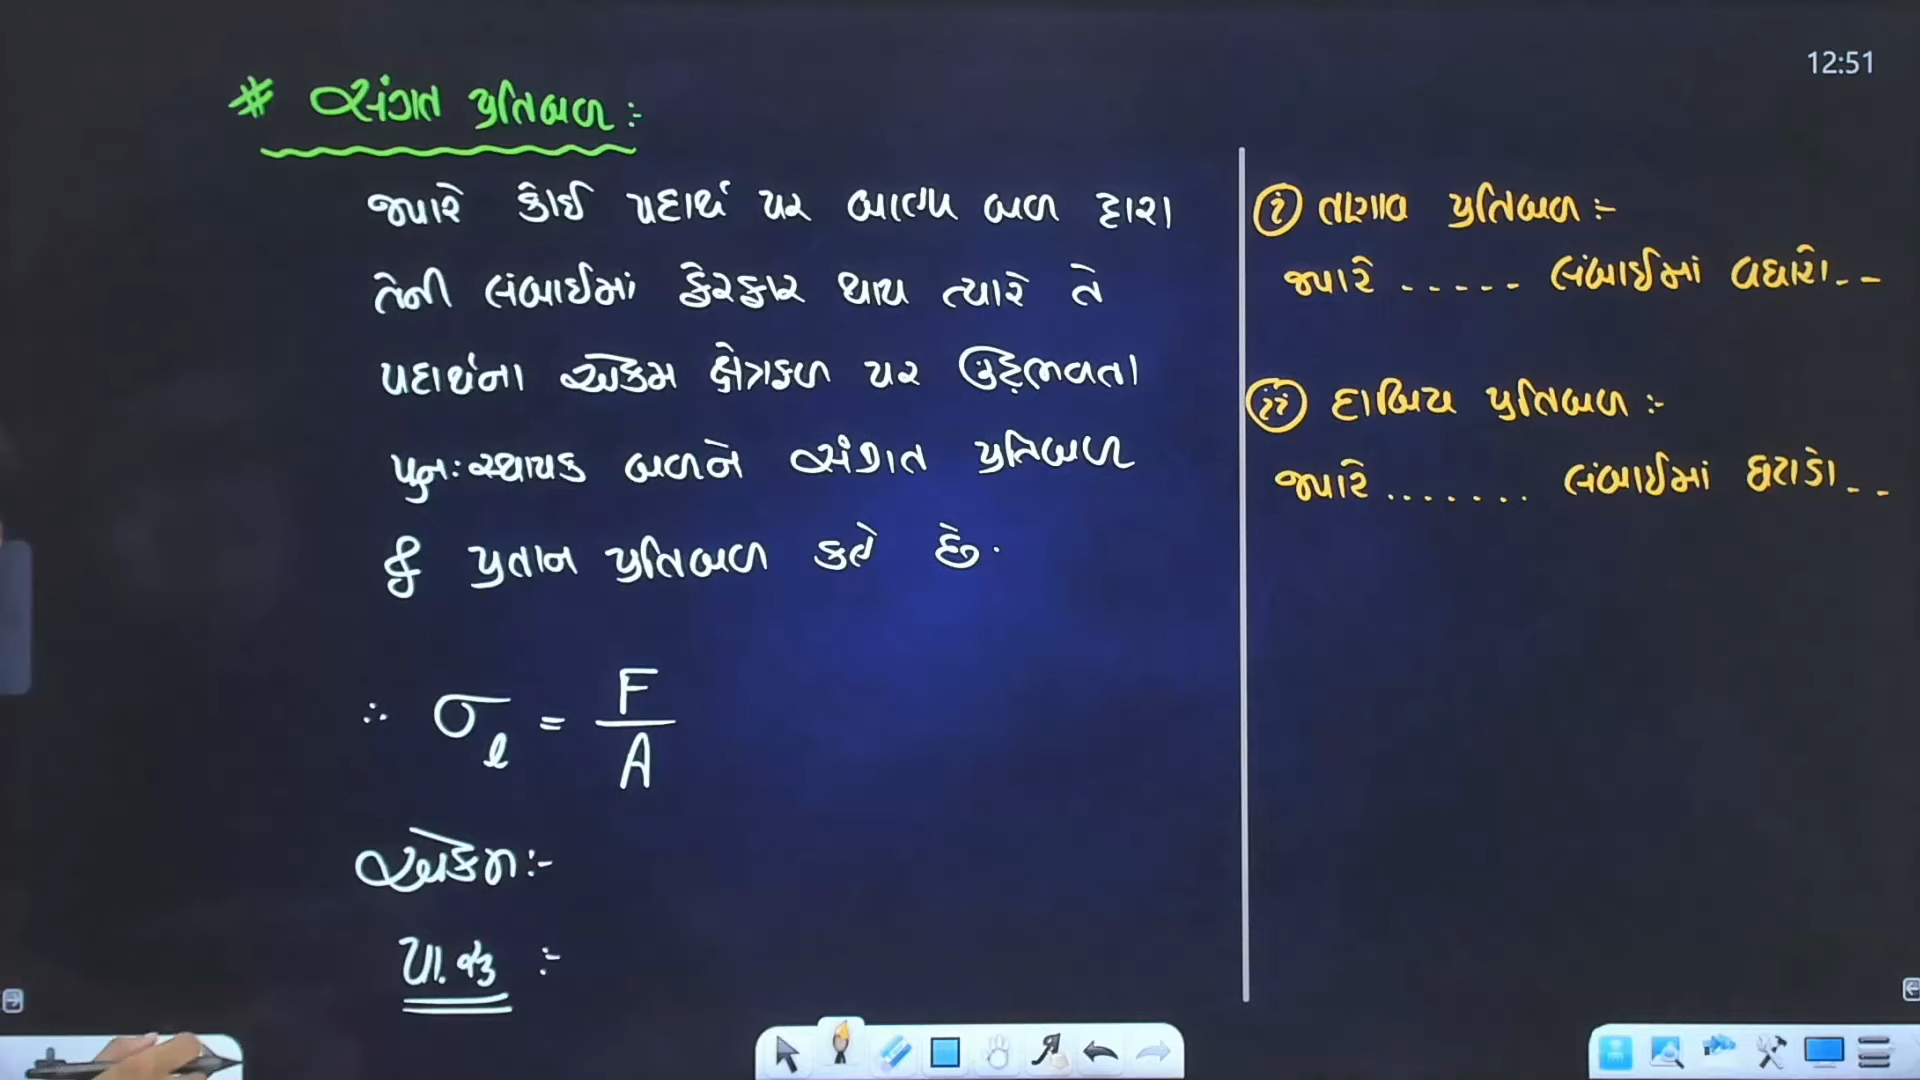 12:51
# સંગત પ્રતિબળ :-
જ્યારે કોઈ પદાર્થ પર બાહ્ય બળ દ્વારા
તેની લંબાઈમાં ફેરફાર થાય ત્યારે તે
પદાર્થના એકમ ક્ષેત્રફળ પર ઉદ્દભવતા
પુનઃસ્થાપક બળને સંગત પ્રતિબળ
કે પ્રતાન પ્રતિબળ કહે છે.
∴ σ_l = F/A
એકમ :-
પા.સૂ :-
(i) તણાવ પ્રતિબળ :-
જ્યારે ..... લંબાઈમાં વધારો--
(ii) દાબિય પ્રતિબળ :-
જ્યારે ....... લંબાઈમાં ઘટાડો--